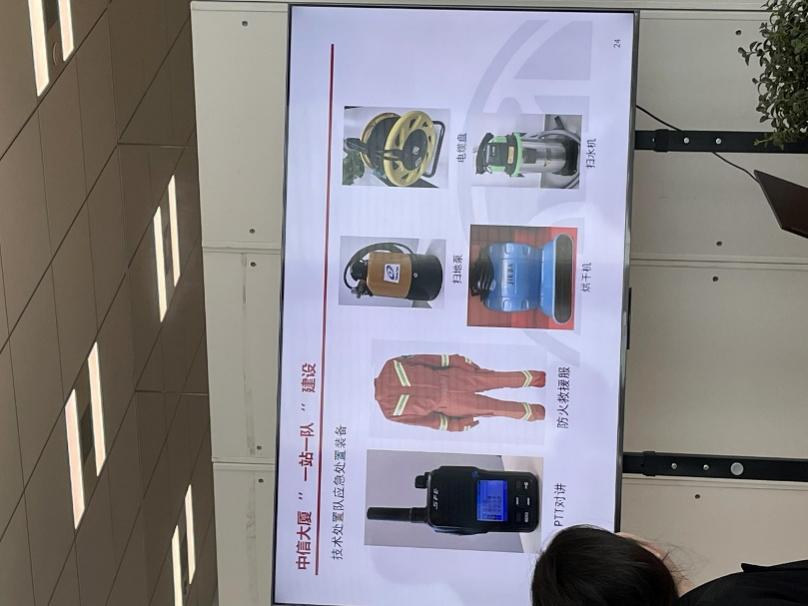 中信大厦 “ 一站一队 ” 建设
技术处置队应急处置装备
PTT对讲
防火救援服
扫地泵
电缆盘
烘干机
扫水机
24